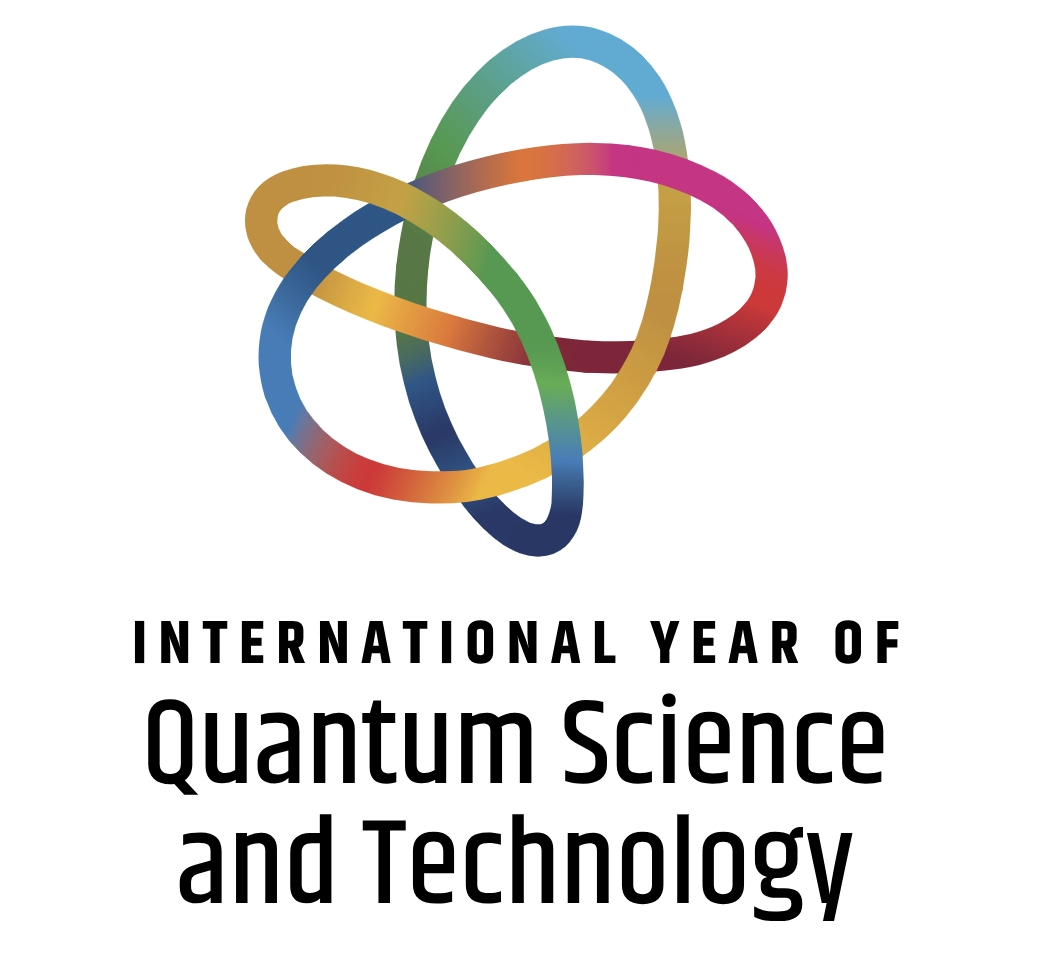 INTERNATIONAL YEAR OF
Quantum Science
and Technology